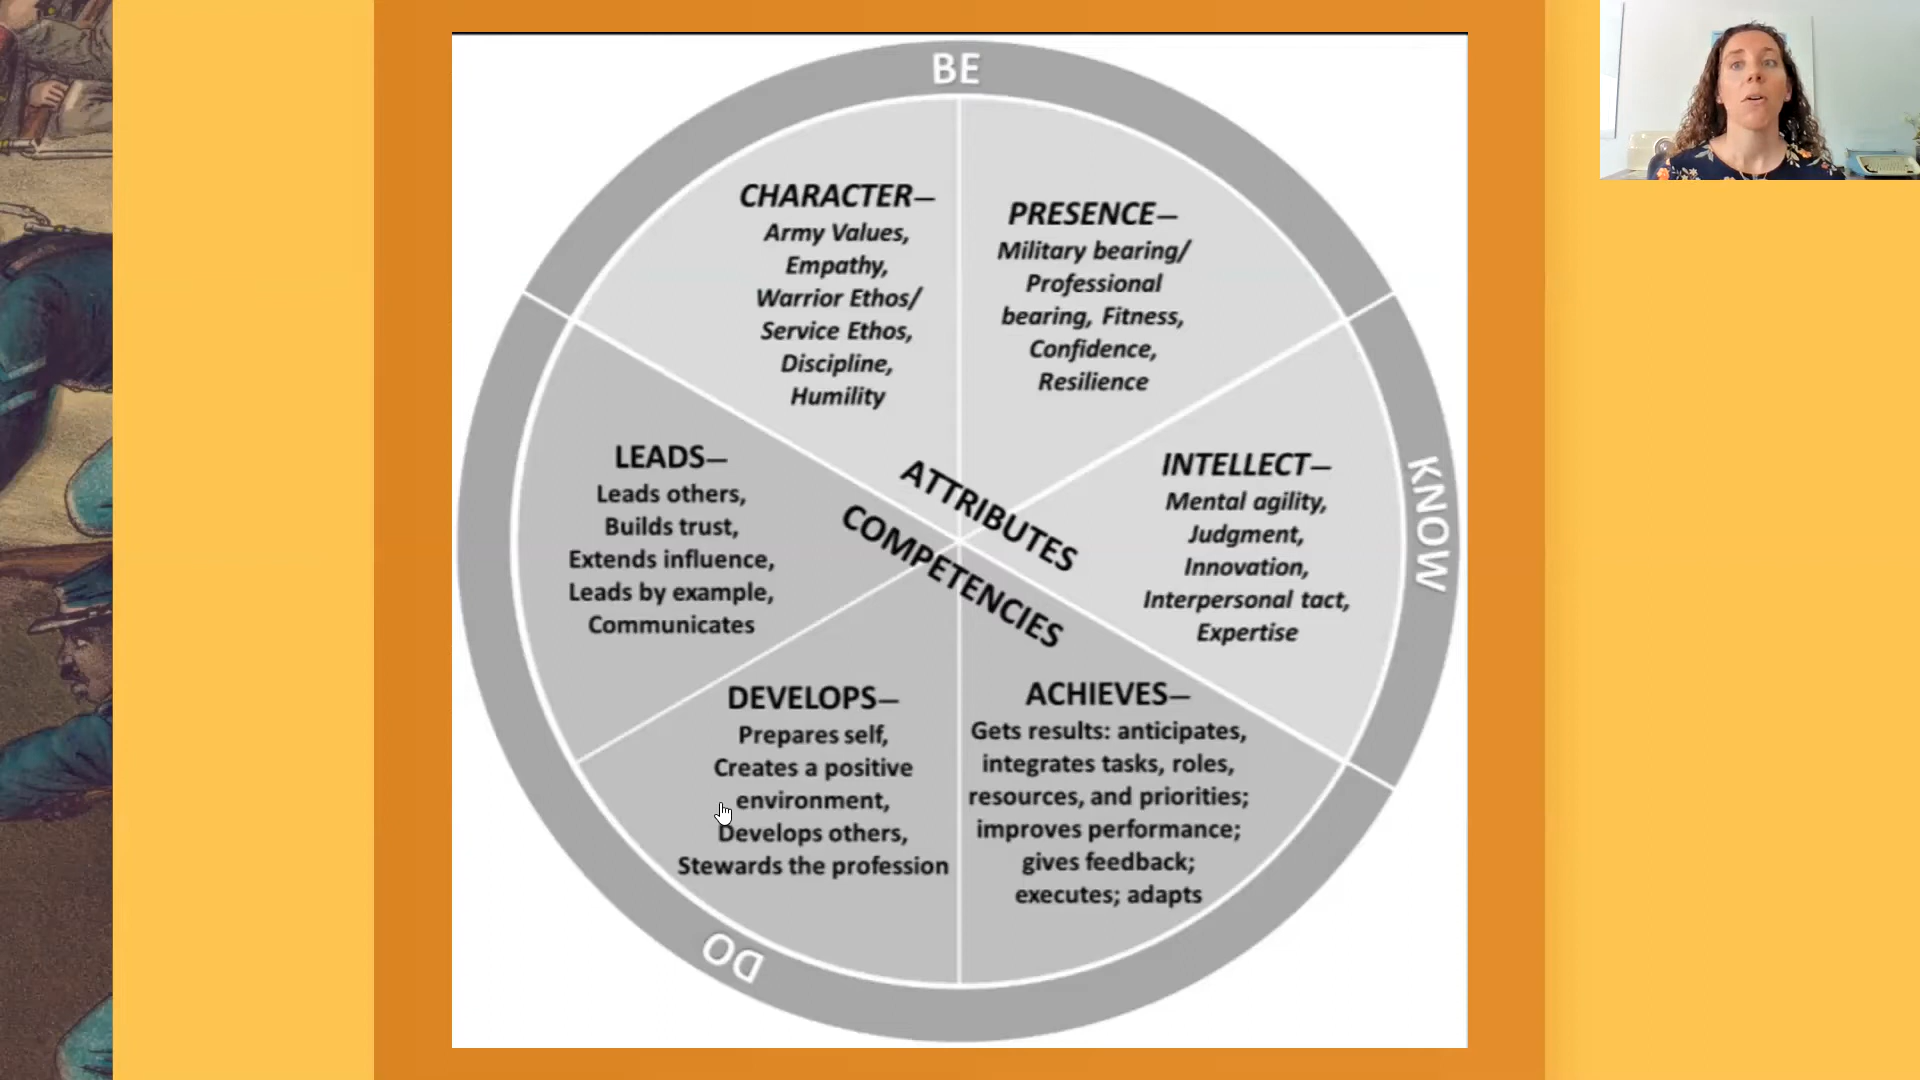 BE
CHARACTER—
Army Values,
Empathy,
Warrior Ethos/
Service Ethos,
Discipline,
Humility
PRESENCE—
Military bearing/
Professional
bearing, Fitness,
Confidence,
Resilience
KNOW
INTELLECT—
Mental agility,
Judgment,
Innovation,
Interpersonal tact,
Expertise
ATTRIBUTES
COMPETENCIES
LEADS—
Leads others,
Builds trust,
Extends influence,
Leads by example,
Communicates
DEVELOPS—
Prepares self,
Creates a positive
environment,
Develops others,
Stewards the profession
ACHIEVES—
Gets results: anticipates,
integrates tasks, roles,
resources, and priorities;
improves performance;
gives feedback;
executes; adapts
DO